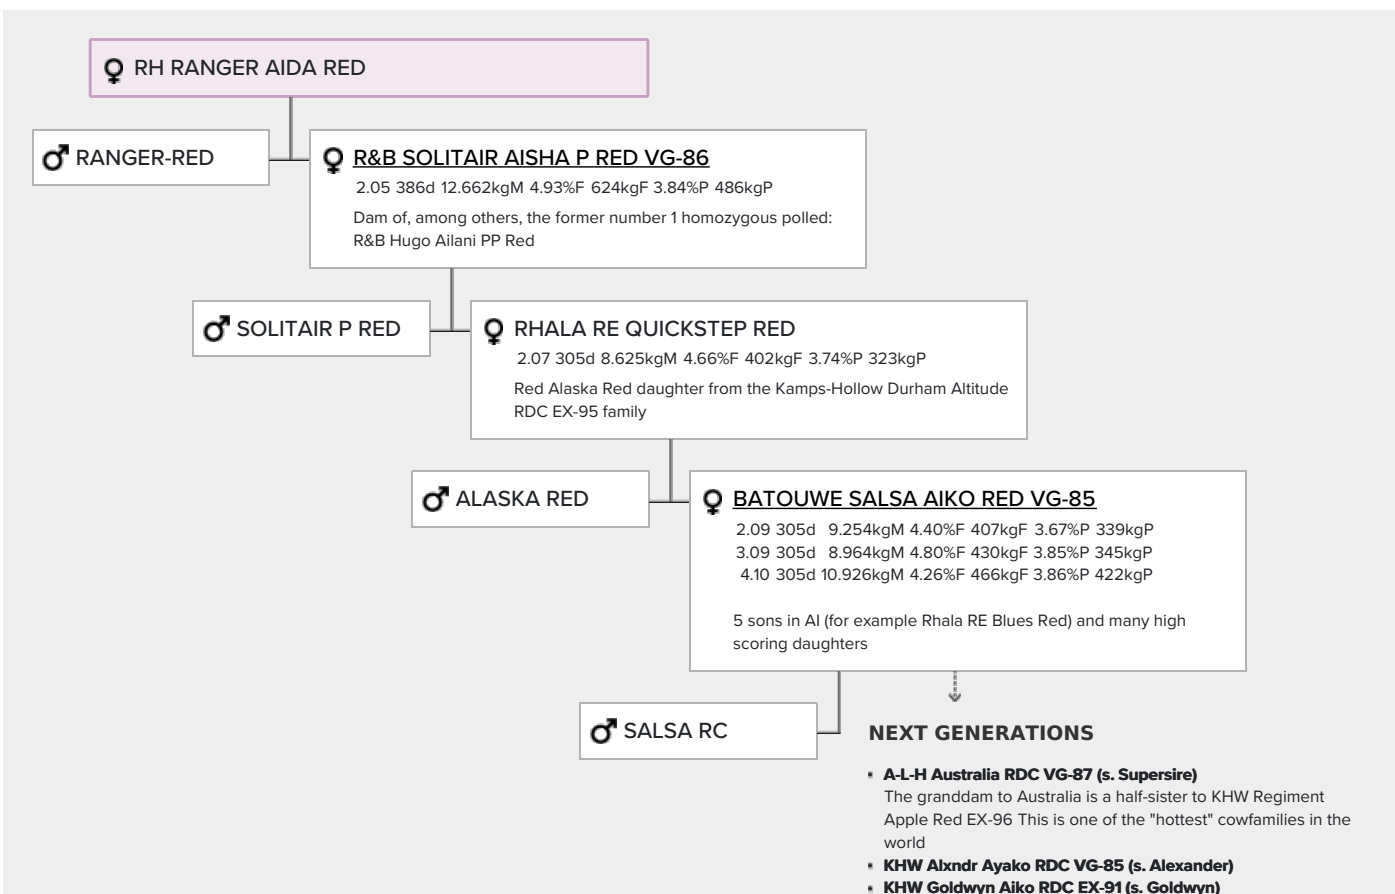 RH RANGER AIDA RED
RANGER-RED
R&B SOLITAIR AISHA P RED VG-86
2.05 386d 12.662kgM 4.93%F 624kgF 3.84%P 486kgP
Dam of, among others, the former number 1 homozygous polled:
R&B Hugo Ailani PP Red
SOLITAIR P RED
RHALA RE QUICKSTEP RED
2.07 305d 8.625kgM 4.66%F 402kgF 3.74%P 323kgP
Red Alaska Red daughter from the Kamps-Hollow Durham Altitude
RDC EX-95 family
ALASKA RED
BATOUWE SALSA AIKO RED VG-85
2.09 305d 9.254kgM 4.40%F 407kgF 3.67%P 339kgP
3.09 305d 8.964kgM 4.80%F 430kgF 3.85%P 345kgP
4.10 305d 10.926kgM 4.26%F 466kgF 3.86%P 422kgP
5 sons in AI (for example Rhala RE Blues Red) and many high
scoring daughters
SALSA RC
NEXT GENERATIONS
A-L-H Australia RDC VG-87 (s. Supersire)
The granddam to Australia is a half-sister to KHW Regiment
Apple Red EX-96 This is one of the "hottest" cowfamilies in the
world
KHW Alxndr Ayako RDC VG-85 (s. Alexander)
KHW Goldwyn Aiko RDC EX-91 (s. Goldwyn)